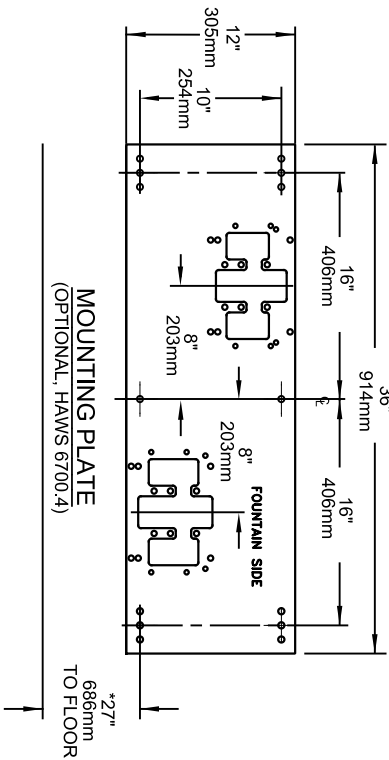 36"
914mm
16"
406mm
16"
406mm
℄
12"
305mm
10"
254mm
8"
203mm
8"
203mm
FOUNTAIN SIDE
*27"
686mm
TO FLOOR
MOUNTING PLATE
(OPTIONAL, HAWS 6700.4)